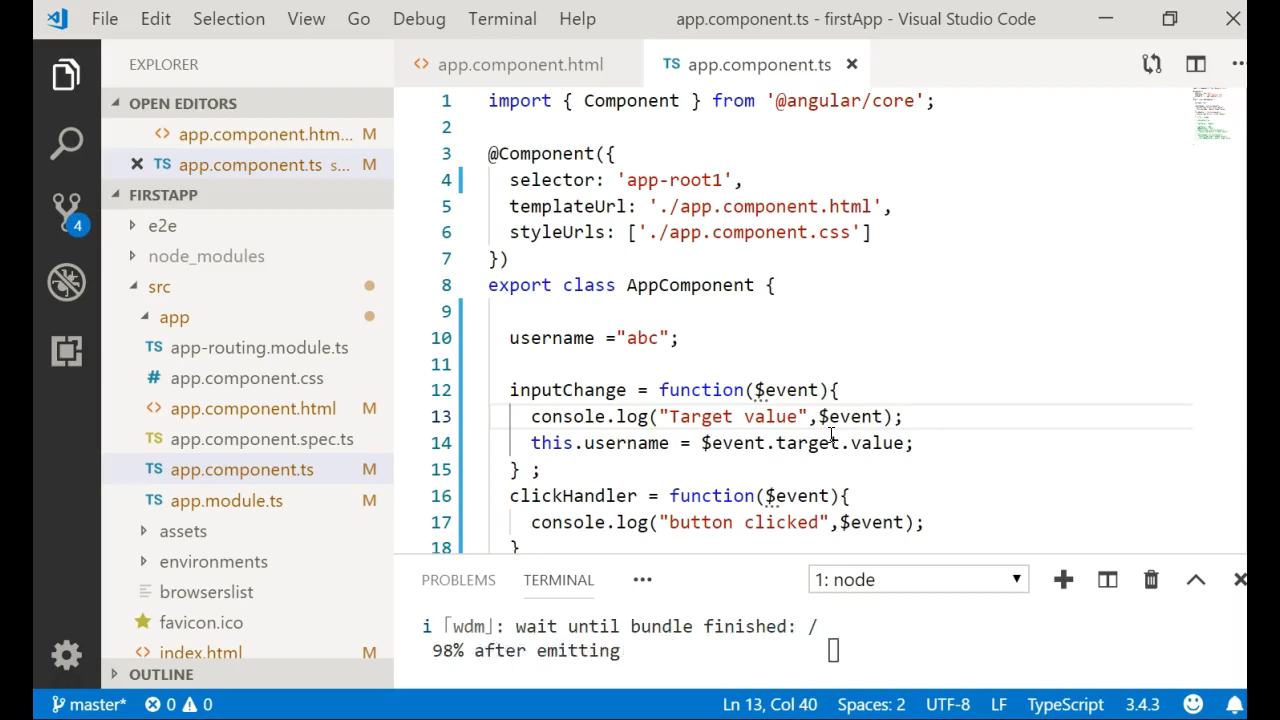 File Edit Selection View Go Debug Terminal Help app.component.ts - firstApp - Visual Studio Code
EXPLORER
OPEN EDITORS
app.component.htm... M
TS app.component.ts s... M
FIRSTAPP
e2e
node_modules
src
app
TS app-routing.module.ts
# app.component.css
<> app.component.html M
TS app.component.spec.ts
TS app.component.ts M
TS app.module.ts M
assets
environments
browserslist
favicon.ico
<> index.html M
OUTLINE
4
<> app.component.html
TS app.component.ts
1 import { Component } from '@angular/core';
2
3 @Component({
4 selector: 'app-root1',
5 templateUrl: './app.component.html',
6 styleUrls: ['./app.component.css']
7 })
8 export class AppComponent {
9
10 username ="abc";
11
12 inputChange = function($event){
13 console.log("Target value",$event);
14 this.username = $event.target.value;
15 } ;
16 clickHandler = function($event){
17 console.log("button clicked",$event);
18 }
PROBLEMS TERMINAL ... 1: node
i ｢wdm｣: wait until bundle finished: /
98% after emitting
master* 0 0 Ln 13, Col 40 Spaces: 2 UTF-8 LF TypeScript 3.4.3